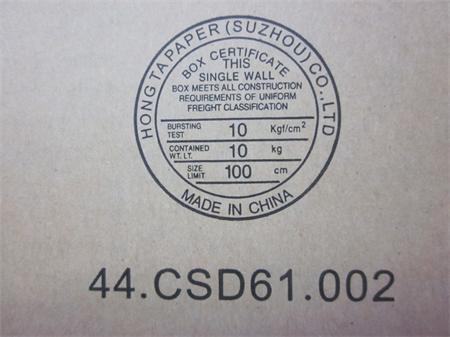 HONG TA PAPER (SUZHOU) CO.,LTD
BOX CERTIFICATE
THIS
SINGLE WALL
BOX MEETS ALL CONSTRUCTION
REQUIREMENTS OF UNIFORM
FREIGHT CLASSIFICATION
BURSTING TEST 10 Kgf/cm²
CONTAINED WT. LT. 10 kg
SIZE LIMIT 100 cm
MADE IN CHINA
44.CSD61.002